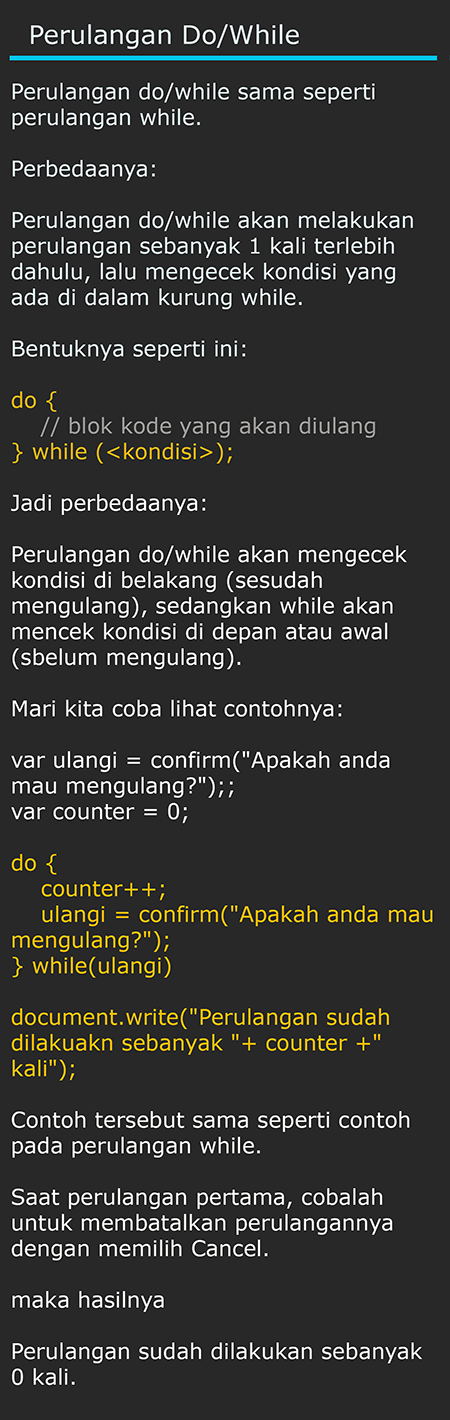 Perulangan Do/While
Perulangan do/while sama seperti
perulangan while.
Perbedaanya:
Perulangan do/while akan melakukan
perulangan sebanyak 1 kali terlebih
dahulu, lalu mengecek kondisi yang
ada di dalam kurung while.
Bentuknya seperti ini:
do {
// blok kode yang akan diulang
} while (<kondisi>);
Jadi perbedaanya:
Perulangan do/while akan mengecek
kondisi di belakang (sesudah
mengulang), sedangkan while akan
mencek kondisi di depan atau awal
(sbelum mengulang).
Mari kita coba lihat contohnya:
var ulangi = confirm("Apakah anda
mau mengulang?");;
var counter = 0;
do {
counter++;
ulangi = confirm("Apakah anda mau
mengulang?");
} while(ulangi)
document.write("Perulangan sudah
dilakuakn sebanyak "+ counter +"
kali");
Contoh tersebut sama seperti contoh
pada perulangan while.
Saat perulangan pertama, cobalah
untuk membatalkan perulangannya
dengan memilih Cancel.
maka hasilnya
Perulangan sudah dilakukan sebanyak
0 kali.